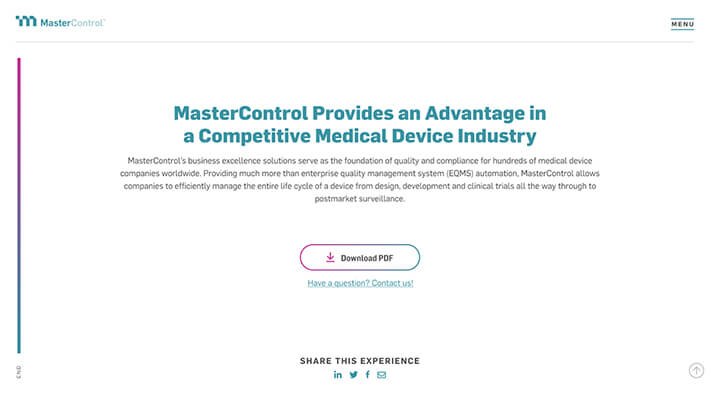 MasterControl™
MENU
MasterControl Provides an Advantage in
a Competitive Medical Device Industry
MasterControl's business excellence solutions serve as the foundation of quality and compliance for hundreds of medical device
companies worldwide. Providing much more than enterprise quality management system (EQMS) automation, MasterControl allows
companies to efficiently manage the entire life cycle of a device from design, development and clinical trials all the way through to
postmarket surveillance.
Download PDF
Have a question? Contact us!
SHARE THIS EXPERIENCE
END